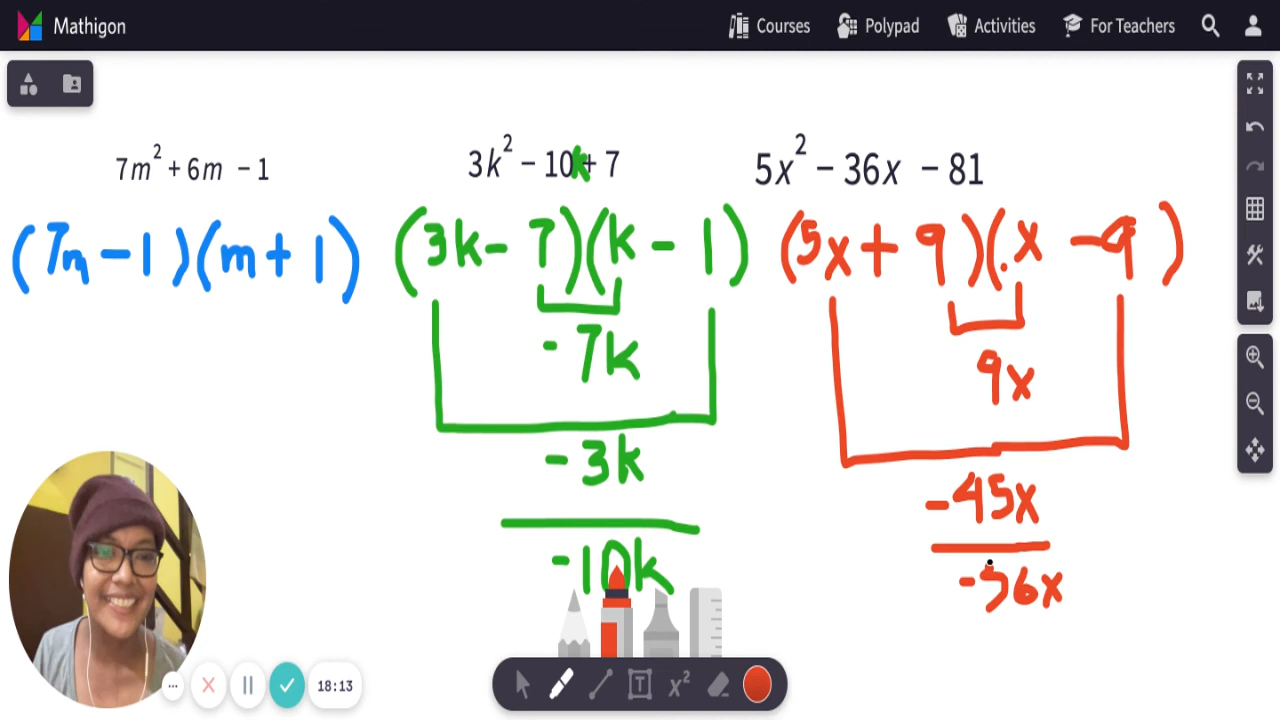 Mathigon
Courses Polypad Activities For Teachers
7m² + 6m − 1
3k² − 10k + 7
5x² − 36x − 81
(7m − 1)(m + 1)
(3k − 7)(k − 1)
(5x + 9)(x − 9)
-7k
-3k
-10k
9x
-45x
-36x
18:13
T x²